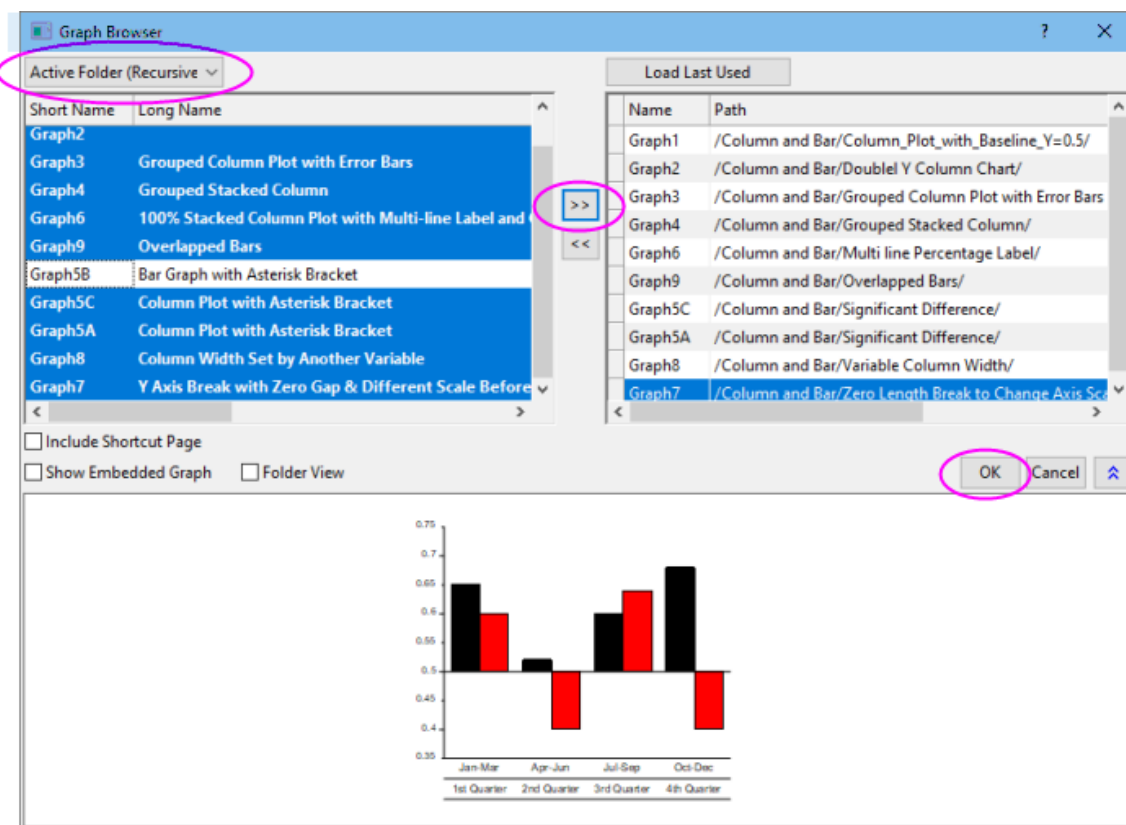 Graph Browser
?
Active Folder (Recursive
Load Last Used
Short Name Long Name
Graph2
Graph3 Grouped Column Plot with Error Bars
Graph4 Grouped Stacked Column
Graph6 100% Stacked Column Plot with Multi-line Label and
Graph9 Overlapped Bars
Graph5B Bar Graph with Asterisk Bracket
Graph5C Column Plot with Asterisk Bracket
Graph5A Column Plot with Asterisk Bracket
Graph8 Column Width Set by Another Variable
Graph7 Y Axis Break with Zero Gap & Different Scale Before
>>
<<
Name Path
Graph1 /Column and Bar/Column_Plot_with_Baseline_Y=0.5/
Graph2 /Column and Bar/Doublel Y Column Chart/
Graph3 /Column and Bar/Grouped Column Plot with Error Bars
Graph4 /Column and Bar/Grouped Stacked Column/
Graph6 /Column and Bar/Multi line Percentage Label/
Graph9 /Column and Bar/Overlapped Bars/
Graph5C /Column and Bar/Significant Difference/
Graph5A /Column and Bar/Significant Difference/
Graph8 /Column and Bar/Variable Column Width/
Graph7 /Column and Bar/Zero Length Break to Change Axis Sca
Include Shortcut Page
Show Embedded Graph Folder View
OK Cancel
0.75
0.7
0.65
0.6
0.55
0.5
0.45
0.4
0.35
Jan-Mar Apr-Jun Jul-Sep Oct-Dec
1st Quarter 2nd Quarter 3rd Quarter 4th Quarter